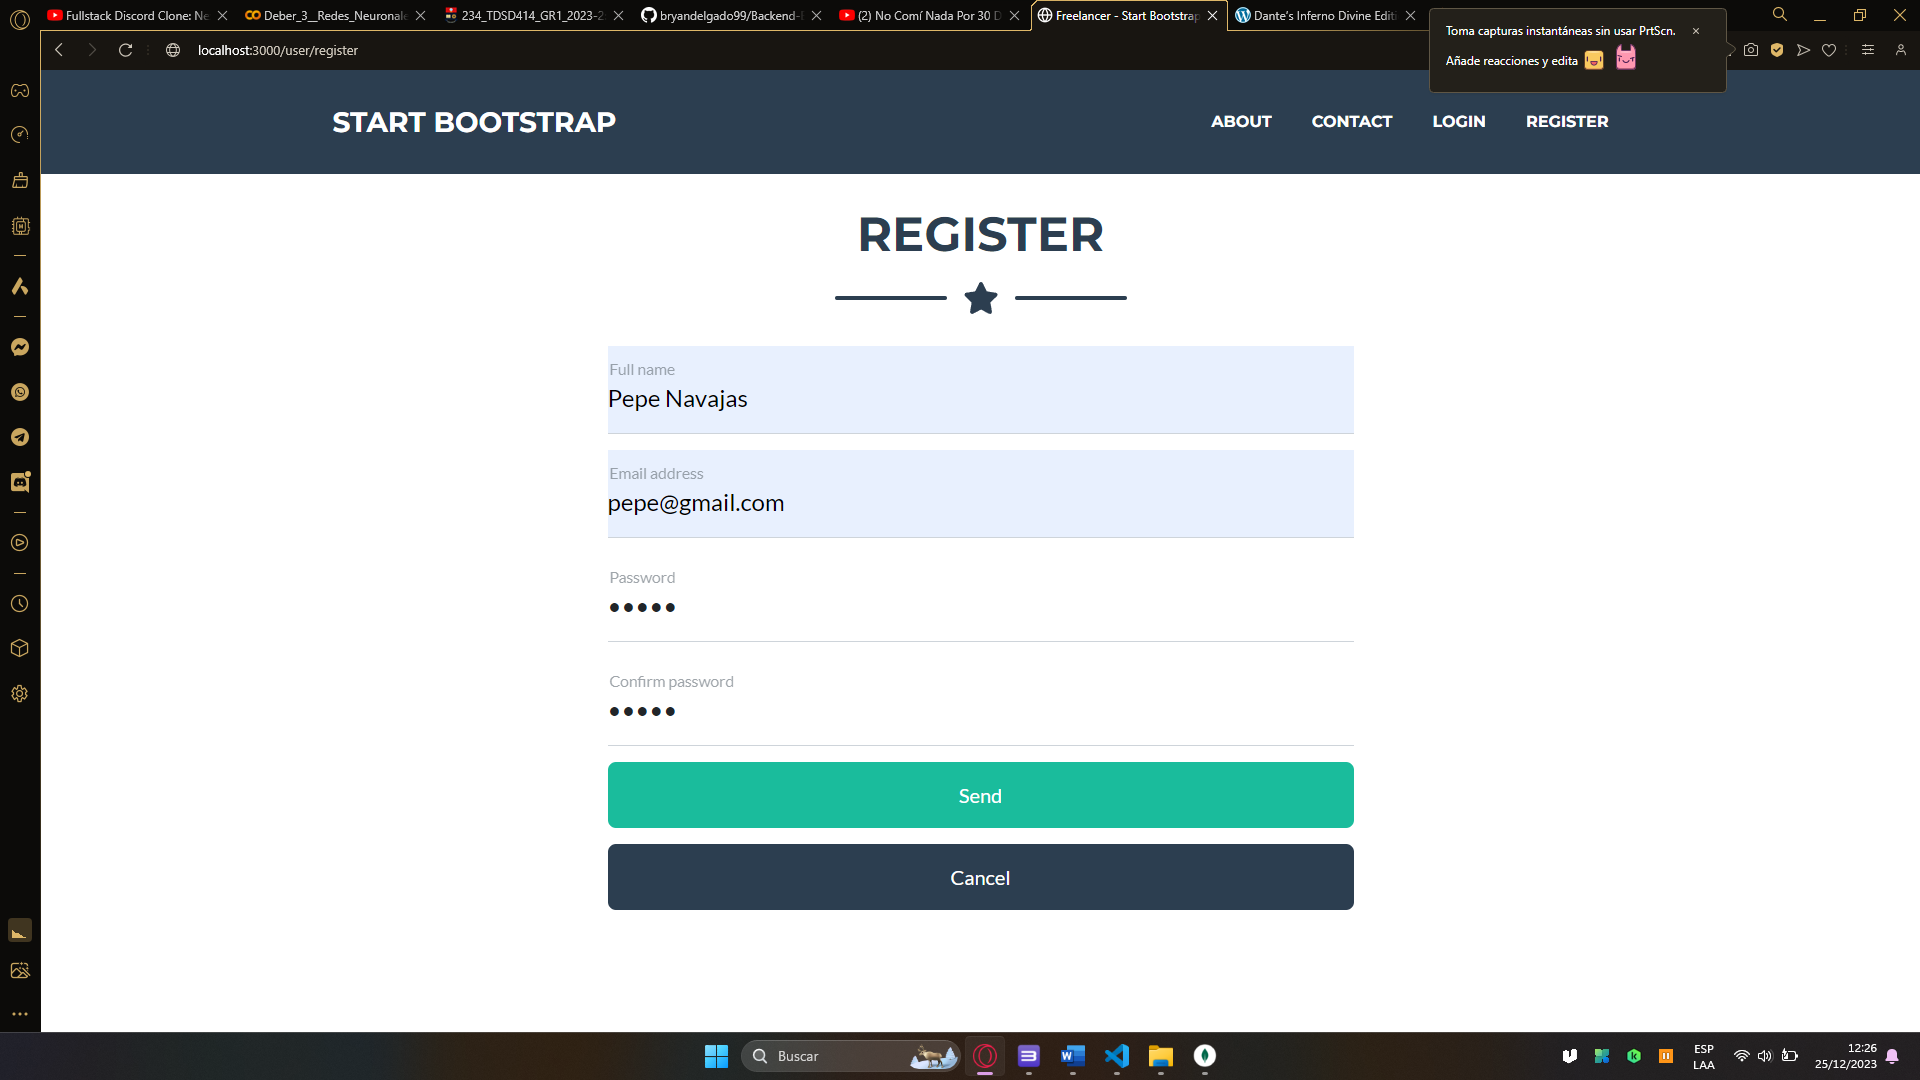 Fullstack Discord Clone: Ne
Deber_3__Redes_Neuronale
234_TDSD414_GR1_2023-2
bryandelgado99/Backend-
(2) No Comí Nada Por 30 D
Freelancer - Start Bootstrap
Dante's Inferno Divine Editi
Toma capturas instantáneas sin usar PrtScn.
Añade reacciones y edita
localhost:3000/user/register
START BOOTSTRAP
ABOUT
CONTACT
LOGIN
REGISTER
REGISTER
Full name
Pepe Navajas
Email address
pepe@gmail.com
Password
•••••
Confirm password
•••••
Send
Cancel
Buscar
ESP
LAA
12:26
25/12/2023